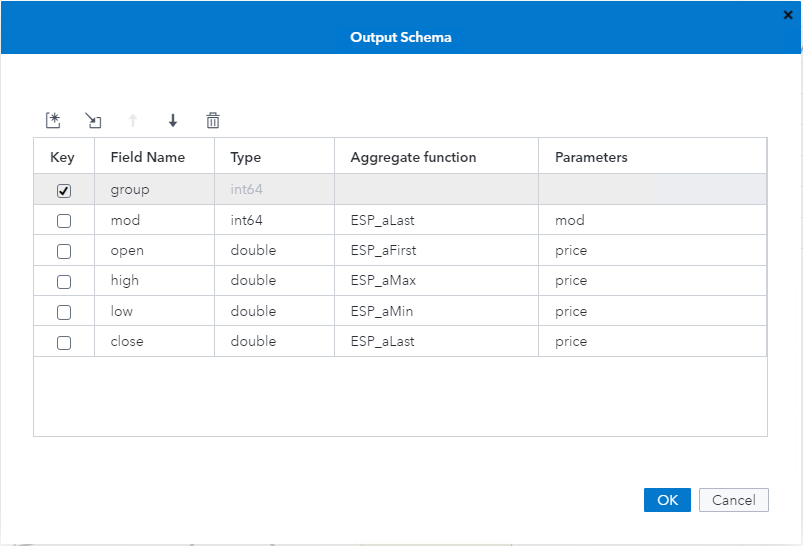 Output Schema
Key Field Name Type Aggregate function Parameters
group int64
mod int64 ESP_aLast mod
open double ESP_aFirst price
high double ESP_aMax price
low double ESP_aMin price
close double ESP_aLast price
OK Cancel